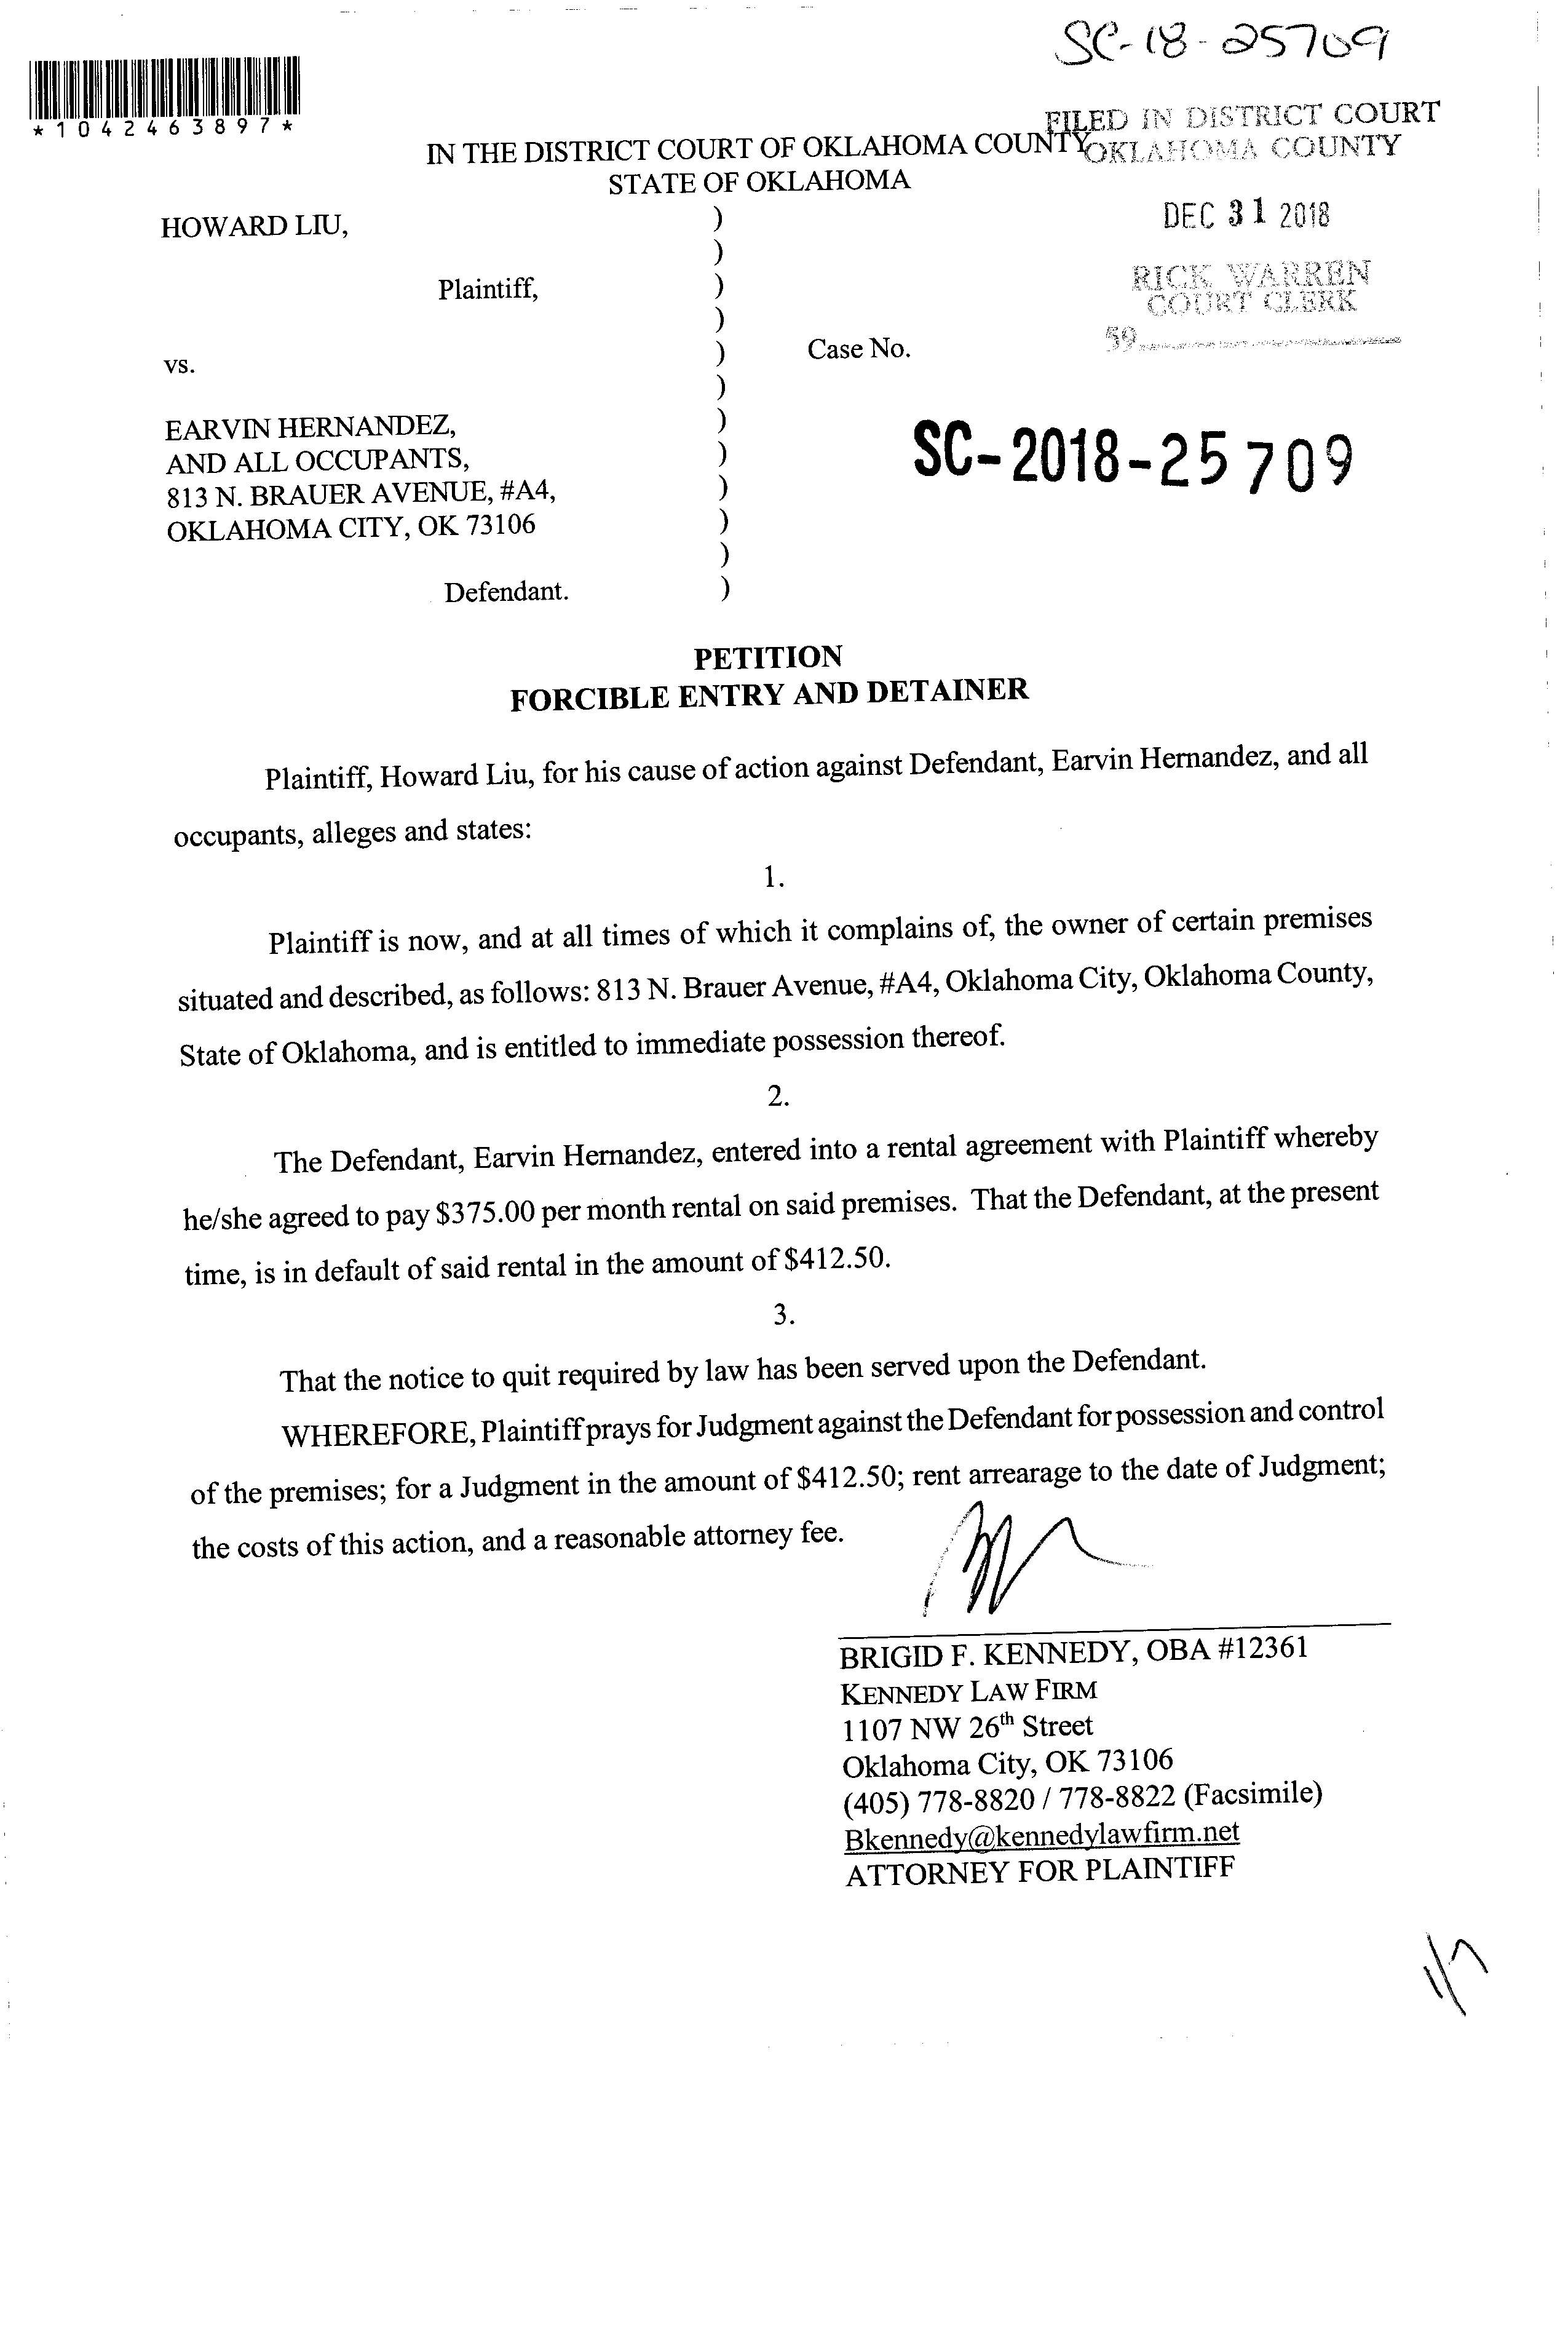 SC-18-25709
*1042463897*
FILED IN DISTRICT COURT
OKLAHOMA COUNTY
IN THE DISTRICT COURT OF OKLAHOMA COUNTY
STATE OF OKLAHOMA
DEC 31 2018
RICK WARREN
COURT CLERK
59
HOWARD LIU, )
)
Plaintiff, )
)
vs. ) Case No.
)
EARVIN HERNANDEZ, )
AND ALL OCCUPANTS, ) SC-2018-25709
813 N. BRAUER AVENUE, #A4, )
OKLAHOMA CITY, OK 73106 )
)
Defendant. )
PETITION
FORCIBLE ENTRY AND DETAINER
Plaintiff, Howard Liu, for his cause of action against Defendant, Earvin Hernandez, and all
occupants, alleges and states:
1.
Plaintiff is now, and at all times of which it complains of, the owner of certain premises
situated and described, as follows: 813 N. Brauer Avenue, #A4, Oklahoma City, Oklahoma County,
State of Oklahoma, and is entitled to immediate possession thereof.
2.
The Defendant, Earvin Hernandez, entered into a rental agreement with Plaintiff whereby
he/she agreed to pay $375.00 per month rental on said premises. That the Defendant, at the present
time, is in default of said rental in the amount of $412.50.
3.
That the notice to quit required by law has been served upon the Defendant.
WHEREFORE, Plaintiff prays for Judgment against the Defendant for possession and control
of the premises; for a Judgment in the amount of $412.50; rent arrearage to the date of Judgment;
the costs of this action, and a reasonable attorney fee.
BRIGID F. KENNEDY, OBA #12361
KENNEDY LAW FIRM
1107 NW 26th Street
Oklahoma City, OK 73106
(405) 778-8820 / 778-8822 (Facsimile)
Bkennedy@kennedylawfirm.net
ATTORNEY FOR PLAINTIFF
1/7